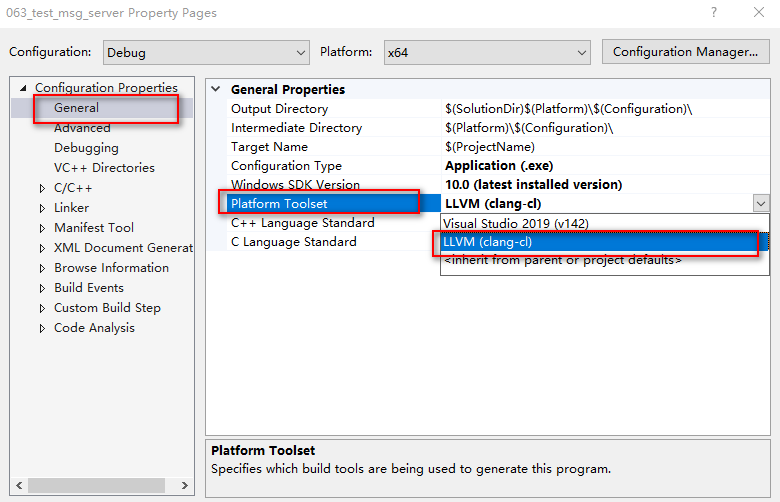 063_test_msg_server Property Pages
?
Configuration: Debug Platform: x64 Configuration Manager...
Configuration Properties
General
Advanced
Debugging
VC++ Directories
C/C++
Linker
Manifest Tool
XML Document Generat
Browse Information
Build Events
Custom Build Step
Code Analysis
General Properties
Output Directory $(SolutionDir)$(Platform)\$(Configuration)\
Intermediate Directory $(Platform)\$(Configuration)\
Target Name $(ProjectName)
Configuration Type Application (.exe)
Windows SDK Version 10.0 (latest installed version)
Platform Toolset LLVM (clang-cl)
C++ Language Standard Visual Studio 2019 (v142)
C Language Standard LLVM (clang-cl)
<inherit from parent or project defaults>
Platform Toolset
Specifies which build tools are being used to generate this program.